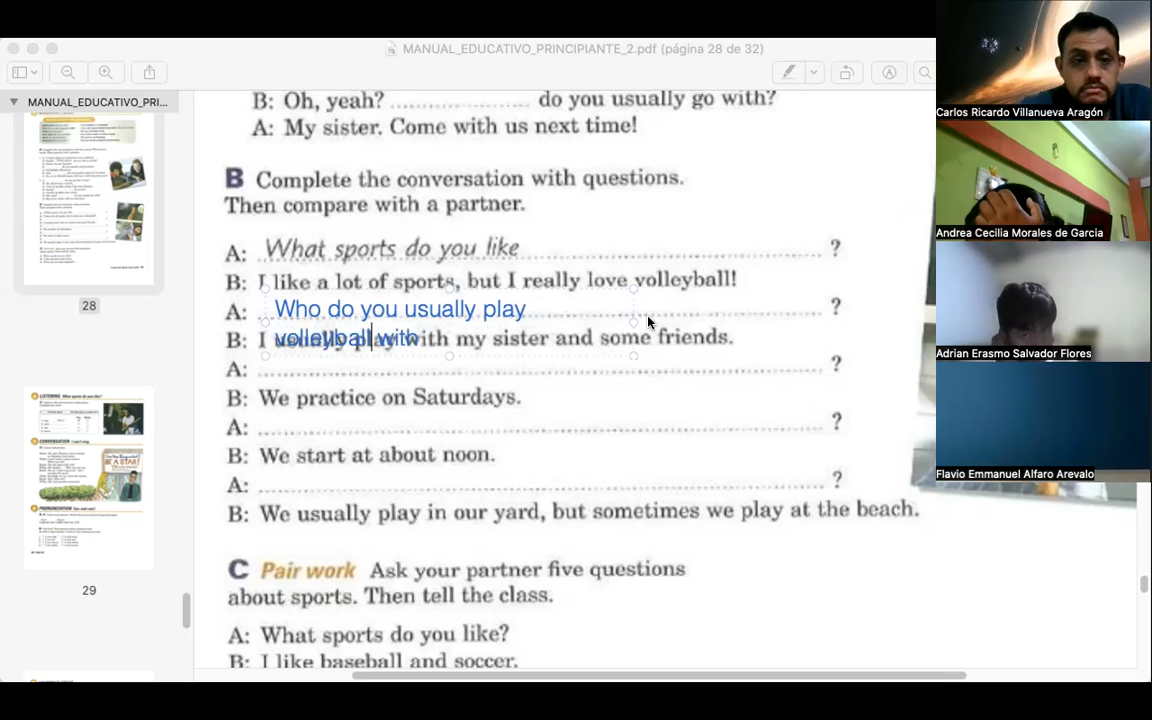 MANUAL_EDUCATIVO_PRINCIPIANTE_2.pdf (página 28 de 32)
MANUAL_EDUCATIVO_PRI...
28
29
B: Oh, yeah? .................... do you usually go with?
A: My sister. Come with us next time!
B Complete the conversation with questions.
Then compare with a partner.
A: What sports do you like ?
B: I like a lot of sports, but I really love volleyball!
A: Who do you usually play ?
volleyball with
B: I usually play with my sister and some friends.
A: ?
B: We practice on Saturdays.
A: ?
B: We start at about noon.
A: ?
B: We usually play in our yard, but sometimes we play at the beach.
C Pair work Ask your partner five questions
about sports. Then tell the class.
A: What sports do you like?
B: I like baseball and soccer.
Carlos Ricardo Villanueva Aragón
Andrea Cecilia Morales de Garcia
Adrian Erasmo Salvador Flores
Flavio Emmanuel Alfaro Arevalo